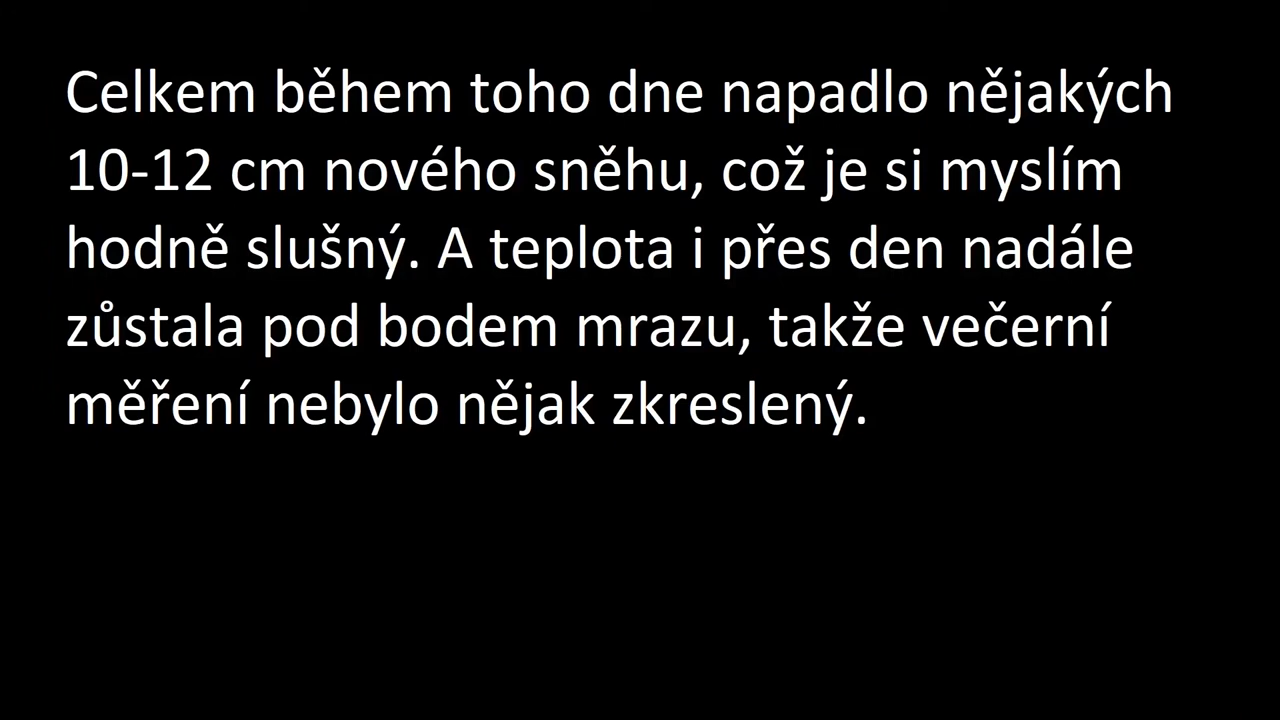 Celkem během toho dne napadlo nějakých
10-12 cm nového sněhu, což je si myslím
hodně slušný. A teplota i přes den nadále
zůstala pod bodem mrazu, takže večerní
měření nebylo nějak zkreslený.